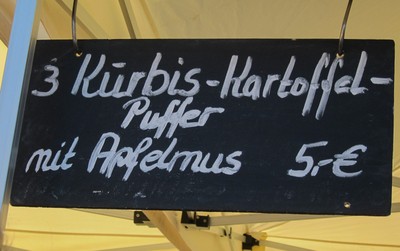 3 Kürbis-Kartoffel-
Puffer
mit Apfelmus 5.-€